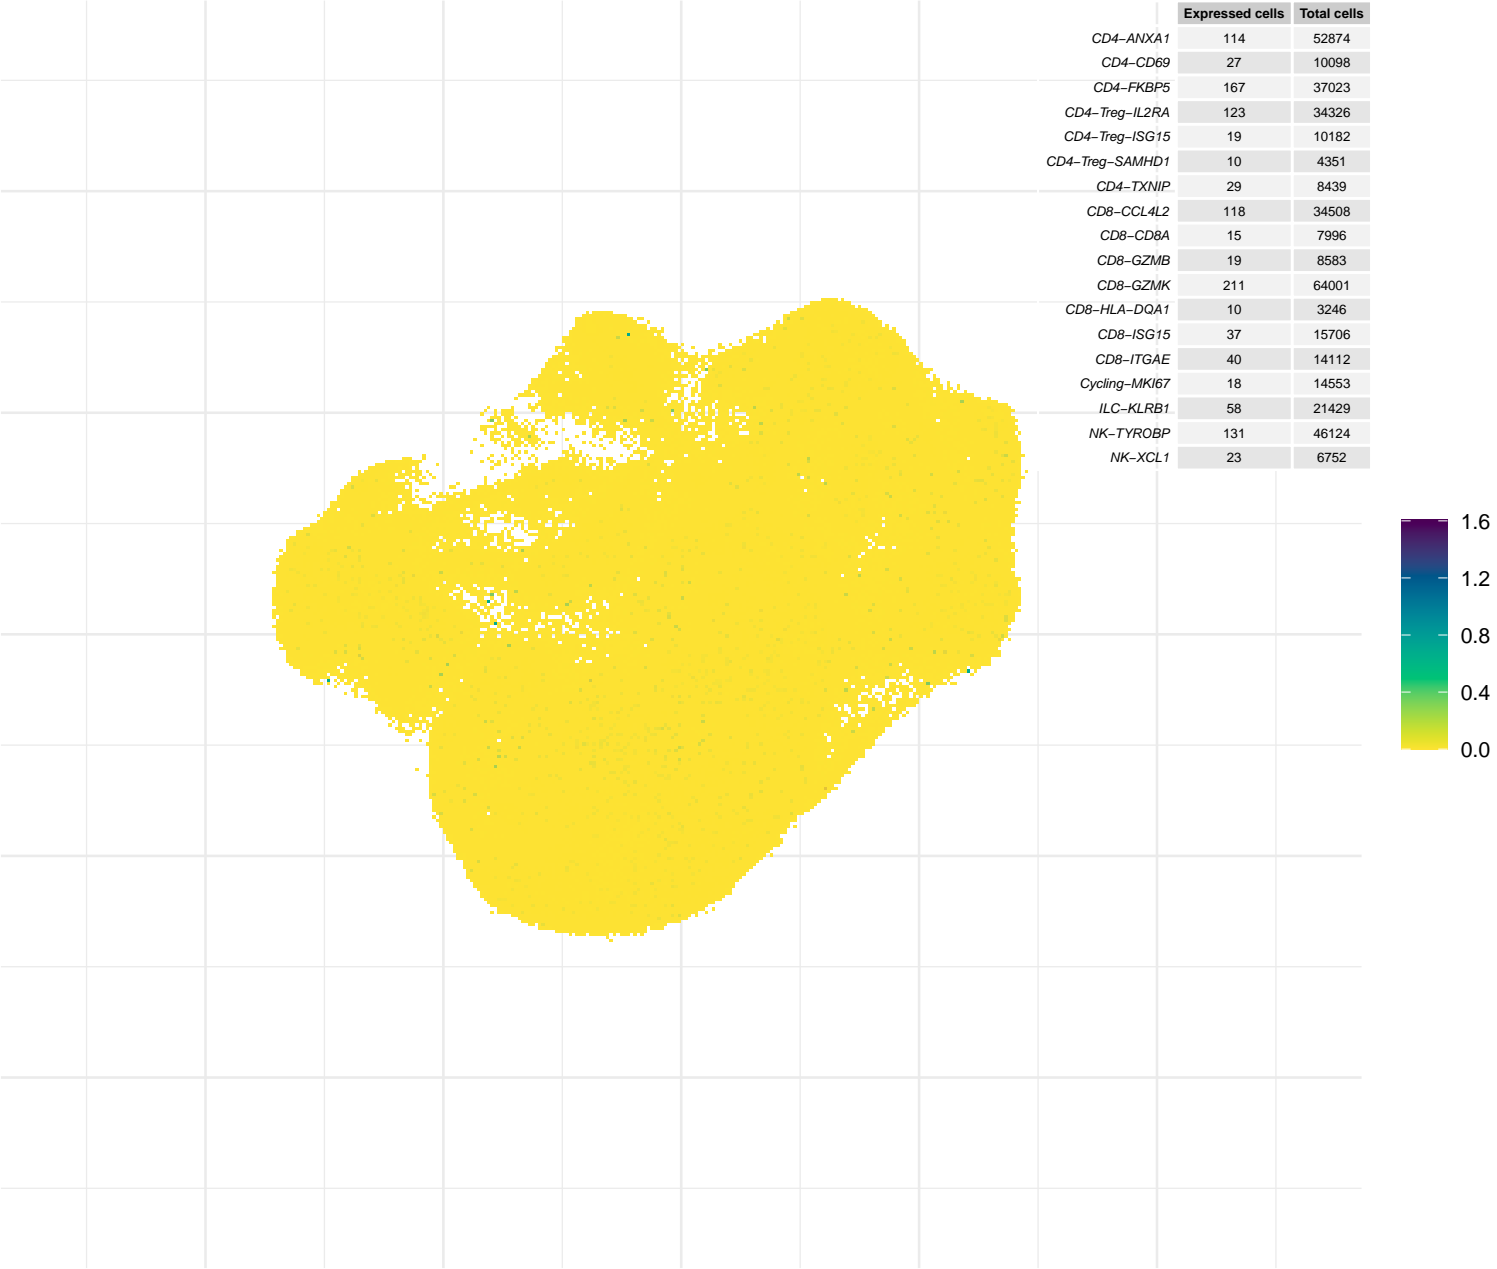 Expressed cells Total cells
CD4−ANXA1 114 52874
CD4−CD69 27 10098
CD4−FKBP5 167 37023
CD4−Treg−IL2RA 123 34326
CD4−Treg−ISG15 19 10182
CD4−Treg−SAMHD1 10 4351
CD4−TXNIP 29 8439
CD8−CCL4L2 118 34508
CD8−CD8A 15 7996
CD8−GZMB 19 8583
CD8−GZMK 211 64001
CD8−HLA−DQA1 10 3246
CD8−ISG15 37 15706
CD8−ITGAE 40 14112
Cycling−MKI67 18 14553
ILC−KLRB1 58 21429
NK−TYROBP 131 46124
NK−XCL1 23 6752
1.6
1.2
0.8
0.4
0.0